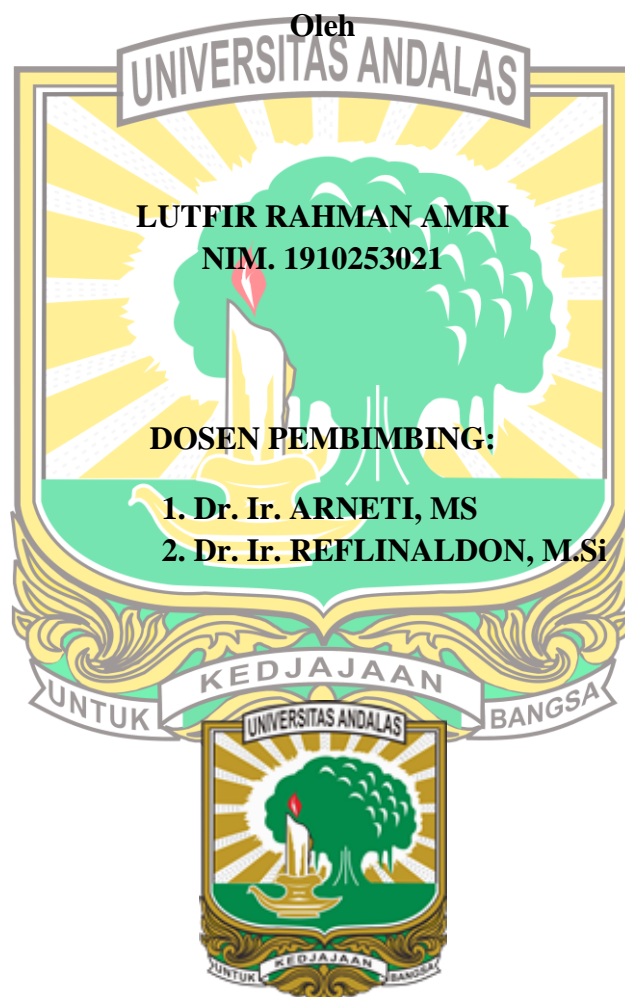 Oleh
UNIVERSITAS ANDALAS
LUTFIR RAHMAN AMRI
NIM. 1910253021
DOSEN PEMBIMBING:
1. Dr. Ir. ARNETI, MS
2. Dr. Ir. REFLINALDON, M.Si
UNTUK KEDJAJAAN BANGSA
UNIVERSITAS ANDALAS
UNTUK KEDJAJAAN BANGSA